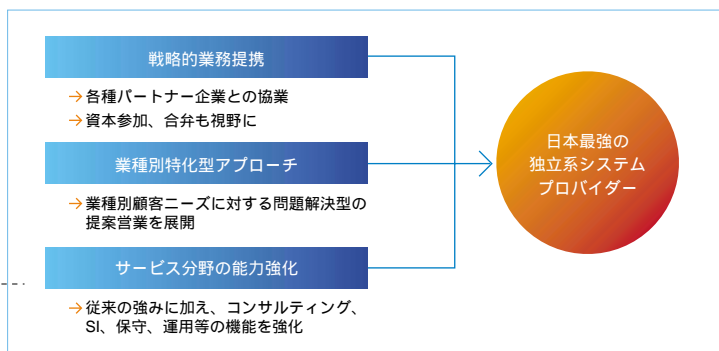 戦略的業務提携
→各種パートナー企業との協業
→資本参加、合弁も視野に
業種別特化型アプローチ
→業種別顧客ニーズに対する問題解決型の
提案営業を展開
サービス分野の能力強化
→従来の強みに加え、コンサルティング、
SI、保守、運用等の機能を強化
日本最強の
独立系システム
プロバイダー